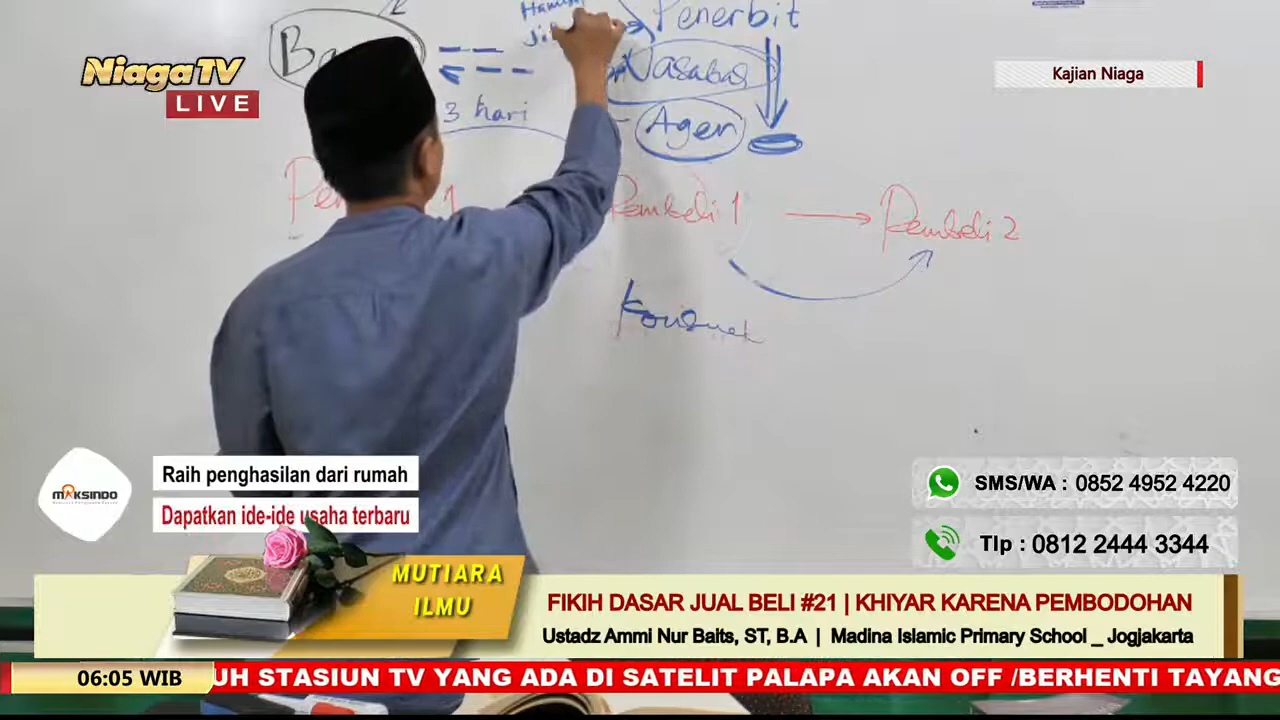 Penerbit
NiagaTV
LIVE
Kajian Niaga
Nasabah
3 hari
Agen
Pembeli 1
Pembeli 2
MAKSINDO
Raih penghasilan dari rumah
Dapatkan ide-ide usaha terbaru
SMS/WA : 0852 4952 4220
Tlp : 0812 2444 3344
MUTIARA
ILMU
FIKIH DASAR JUAL BELI #21 | KHIYAR KARENA PEMBODOHAN
Ustadz Ammi Nur Baits, ST, B.A | Madina Islamic Primary School _ Jogjakarta
06:05 WIB
UH STASIUN TV YANG ADA DI SATELIT PALAPA AKAN OFF /BERHENTI TAYANG